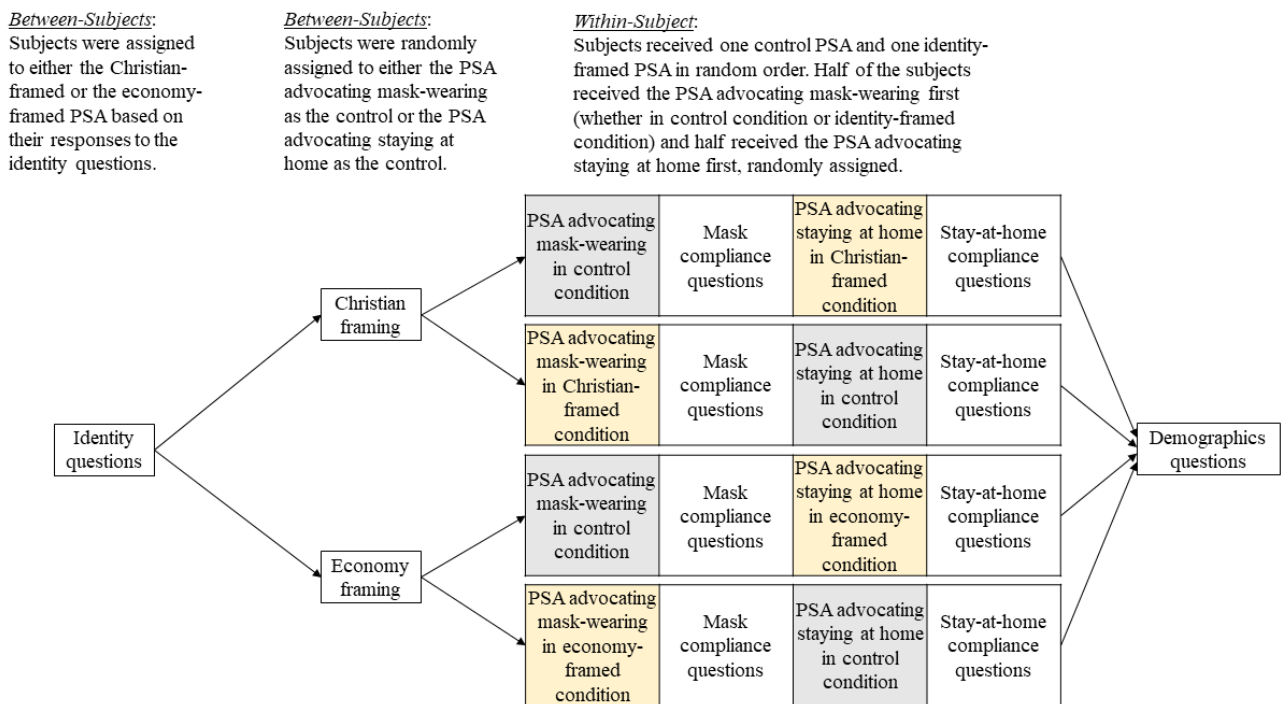 Between-Subjects:
Subjects were assigned
to either the Christian-
framed or the economy-
framed PSA based on
their responses to the
identity questions.
Between-Subjects:
Subjects were randomly
assigned to either the PSA
advocating mask-wearing
as the control or the PSA
advocating staying at
home as the control.
Within-Subject:
Subjects received one control PSA and one identity-
framed PSA in random order. Half of the subjects
received the PSA advocating mask-wearing first
(whether in control condition or identity-framed
condition) and half received the PSA advocating
staying at home first, randomly assigned.
Identity
questions
Christian
framing
Economy
framing
PSA advocating
mask-wearing
in control
condition
Mask
compliance
questions
PSA advocating
staying at home
in Christian-
framed
condition
Stay-at-home
compliance
questions
PSA advocating
mask-wearing
in Christian-
framed
condition
Mask
compliance
questions
PSA advocating
staying at home
in control
condition
Stay-at-home
compliance
questions
PSA advocating
mask-wearing
in control
condition
Mask
compliance
questions
PSA advocating
staying at home
in economy-
framed
condition
Stay-at-home
compliance
questions
PSA advocating
mask-wearing
in economy-
framed
condition
Mask
compliance
questions
PSA advocating
staying at home
in control
condition
Stay-at-home
compliance
questions
Demographics
questions